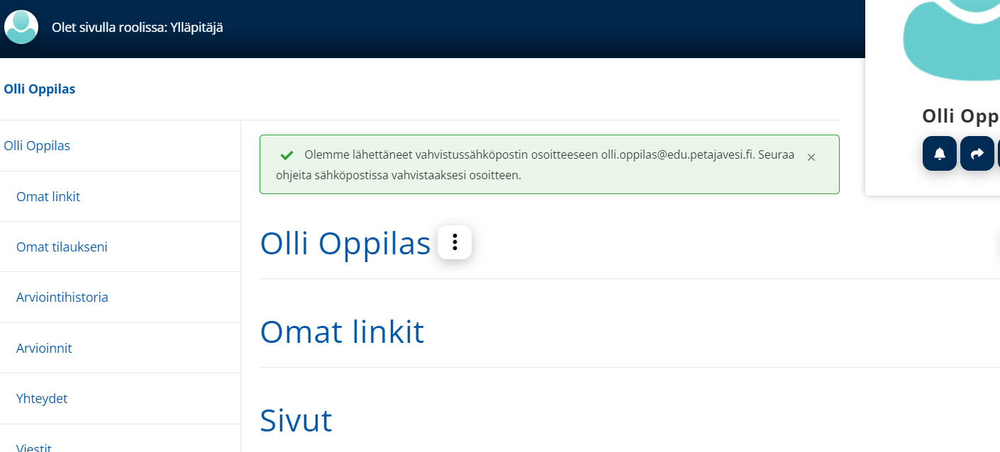 Olet sivulla roolissa: Ylläpitäjä
Olli Oppilas
Olli Oppilas
Omat linkit
Omat tilaukseni
Arviointihistoria
Arvioinnit
Yhteydet
Viestit
Olemme lähettäneet vahvistussähköpostin osoitteeseen olli.oppilas@edu.petajavesi.fi. Seuraa
ohjeita sähköpostissa vahvistaaksesi osoitteen.
Olli Oppilas
Omat linkit
Sivut
Olli Opp